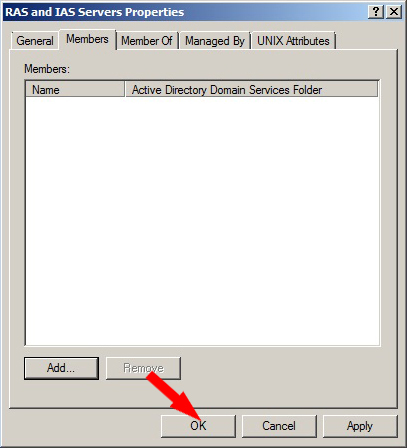 RAS and IAS Servers Properties
General Members Member Of Managed By UNIX Attributes
Members:
Name Active Directory Domain Services Folder
Add... Remove
OK Cancel Apply